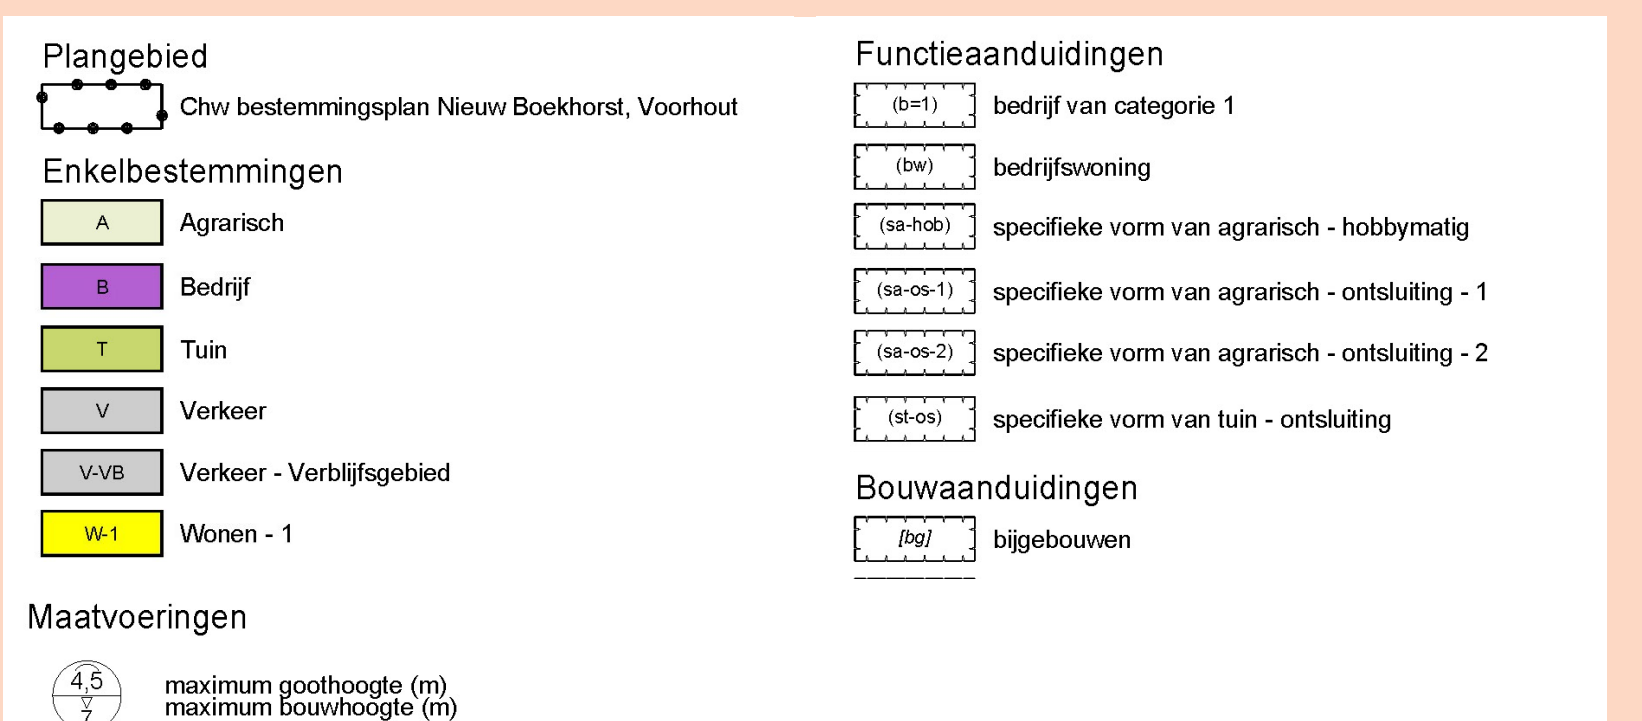 Plangebied
Chw bestemmingsplan Nieuw Boekhorst, Voorhout
Enkelbestemmingen
A Agrarisch
B Bedrijf
T Tuin
V Verkeer
V-VB Verkeer - Verblijfsgebied
W-1 Wonen - 1
Maatvoeringen
4,5 maximum goothoogte (m)
7 maximum bouwhoogte (m)
Functieaanduidingen
(b=1) bedrijf van categorie 1
(bw) bedrijfswoning
(sa-hob) specifieke vorm van agrarisch - hobbymatig
(sa-os-1) specifieke vorm van agrarisch - ontsluiting - 1
(sa-os-2) specifieke vorm van agrarisch - ontsluiting - 2
(st-os) specifieke vorm van tuin - ontsluiting
Bouwaanduidingen
[bg] bijgebouwen